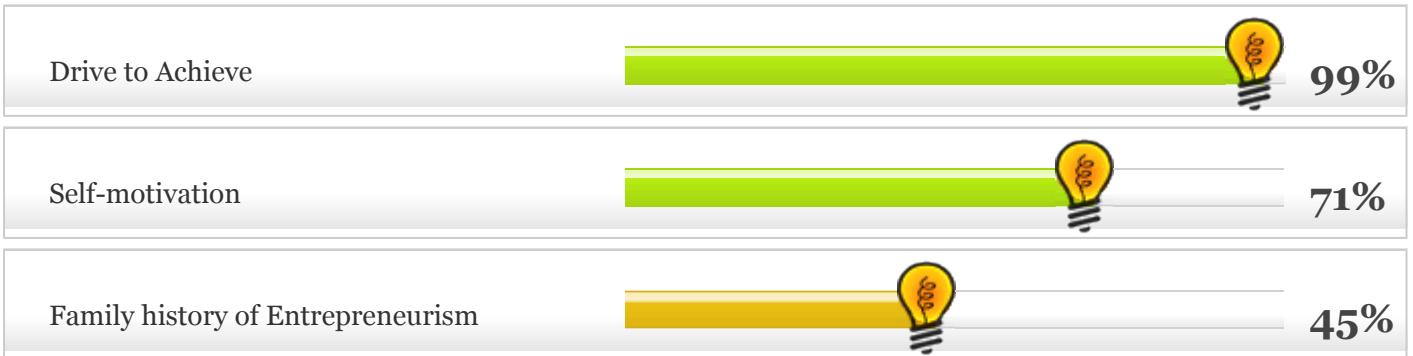 Drive to Achieve 99%
Self-motivation 71%
Family history of Entrepreneurism 45%